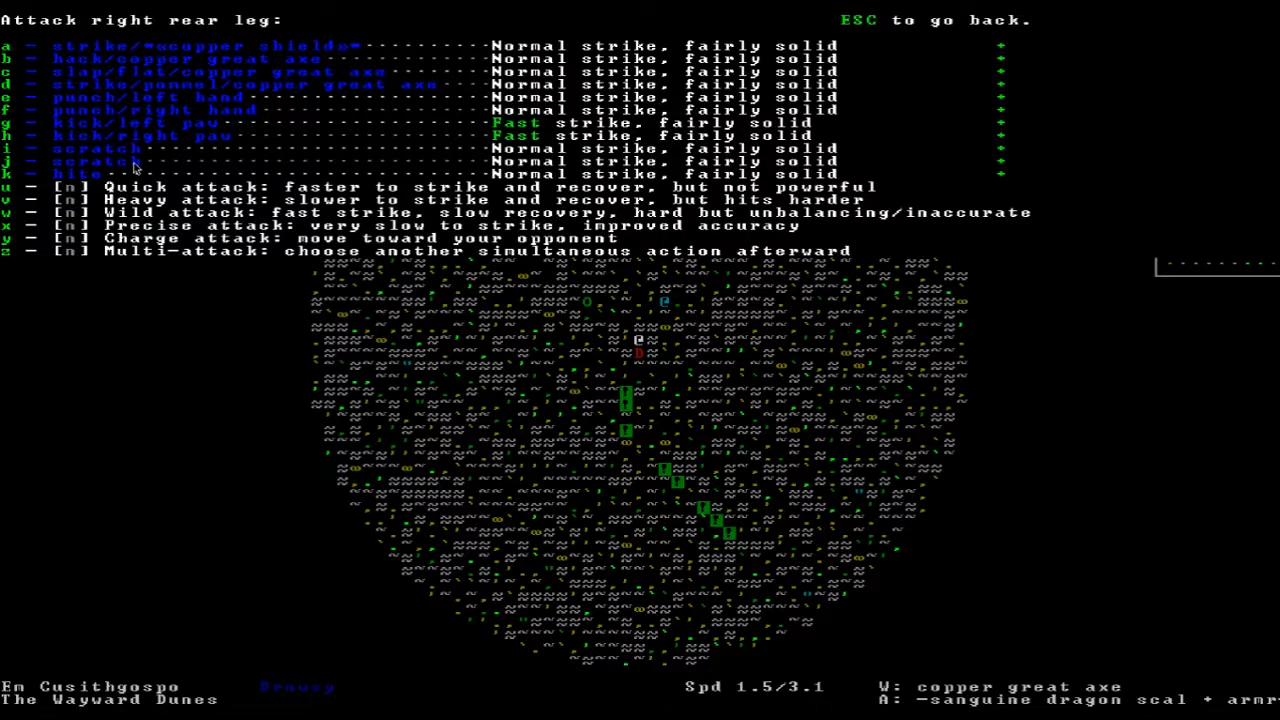 Attack right rear leg: ESC to go back.
a - strike/≡«copper shield»≡ Normal strike, fairly solid +
b - hack/copper great axe Normal strike, fairly solid +
c - slap/flat/copper great axe Normal strike, fairly solid +
d - strike/pommel/copper great axe Normal strike, fairly solid +
e - punch/left hand Normal strike, fairly solid +
f - punch/right hand Normal strike, fairly solid +
g - kick/left paw Fast strike, fairly solid +
h - kick/right paw Fast strike, fairly solid +
i - scratch Normal strike, fairly solid +
j - scratch Normal strike, fairly solid +
k - bite Normal strike, fairly solid +
u - [n] Quick attack: faster to strike and recover, but not powerful
v - [n] Heavy attack: slower to strike and recover, but hits harder
w - [n] Wild attack: fast strike, slow recovery, hard but unbalancing/inaccurate
x - [n] Precise attack: very slow to strike, improved accuracy
y - [n] Charge attack: move toward your opponent
z - [n] Multi-attack: choose another simultaneous action afterward
Em Cusithgospo Drowsy Spd 1.5/3.1 W: copper great axe
The Wayward Dunes A: -sanguine dragon scal + armr